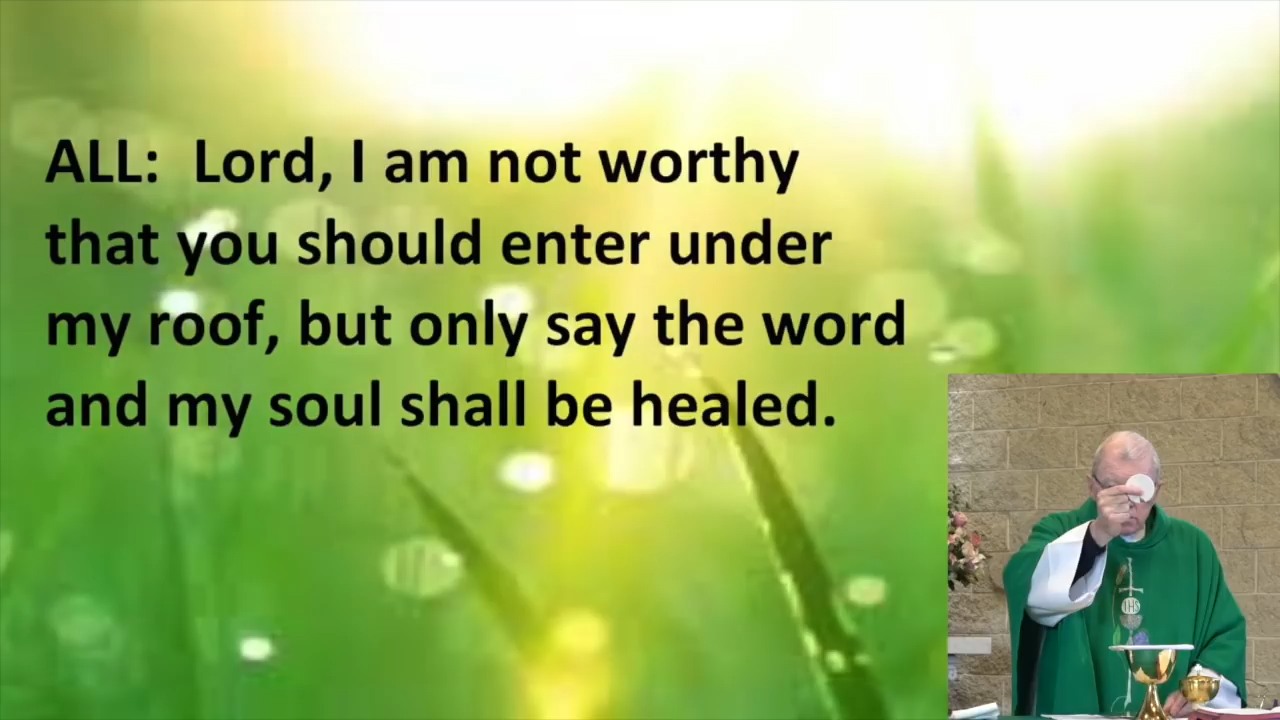 ALL:  Lord, I am not worthy
that you should enter under
my roof, but only say the word
and my soul shall be healed.
IHS